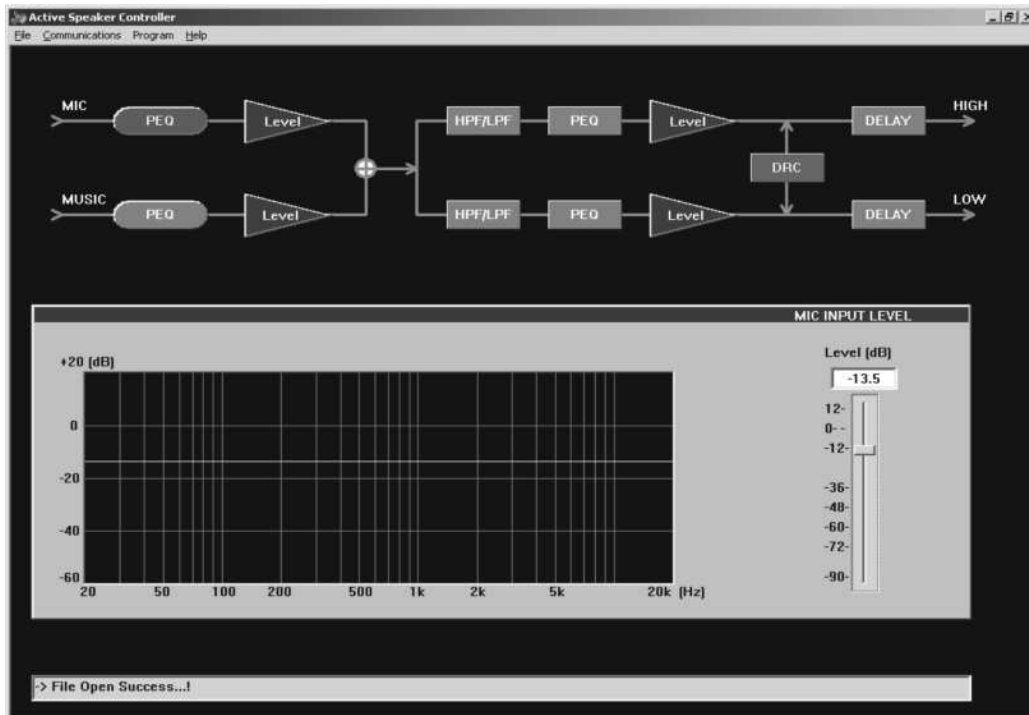 Active Speaker Controller
File Communications Program Help
MIC PEQ Level HPF/LPF PEQ Level DELAY HIGH
DRC
MUSIC PEQ Level HPF/LPF PEQ Level DELAY LOW
MIC INPUT LEVEL
Level (dB)
-13.5
+20 (dB)
0
-20
-40
-60
20 50 100 200 500 1k 2k 5k 20k (Hz)
12-
0--
-12-
-36-
-48-
-60-
-72-
-90-
-> File Open Success...!